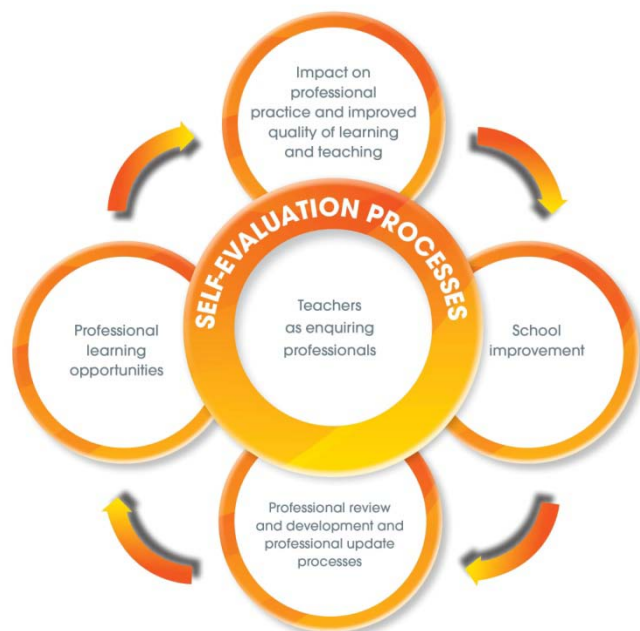 Impact on
professional
practice and improved
quality of learning
and teaching
SELF-EVALUATION PROCESSES
Teachers
as enquiring
professionals
Professional
learning
opportunities
School
improvement
Professional review
and development and
professional update
processes